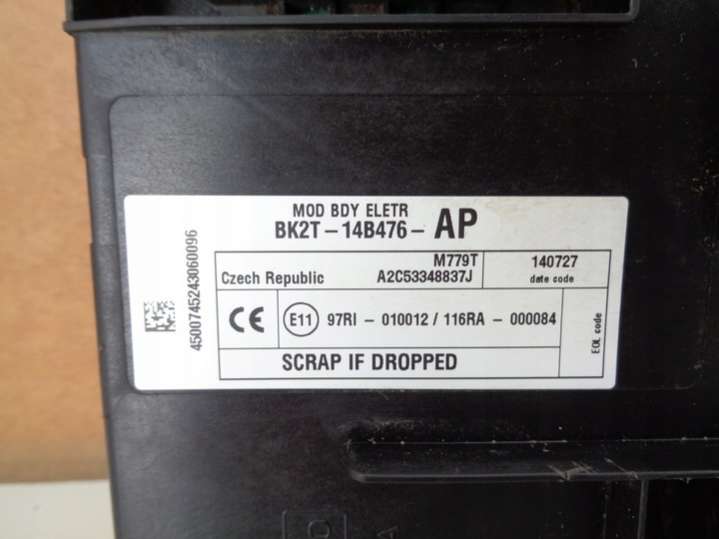 MOD BDY ELETR
BK2T-14B476- AP
M779T
Czech Republic A2C53348837J
140727
date code
CE E11 97RI - 010012 / 116RA - 000084
EOL code
SCRAP IF DROPPED
4500745243060096